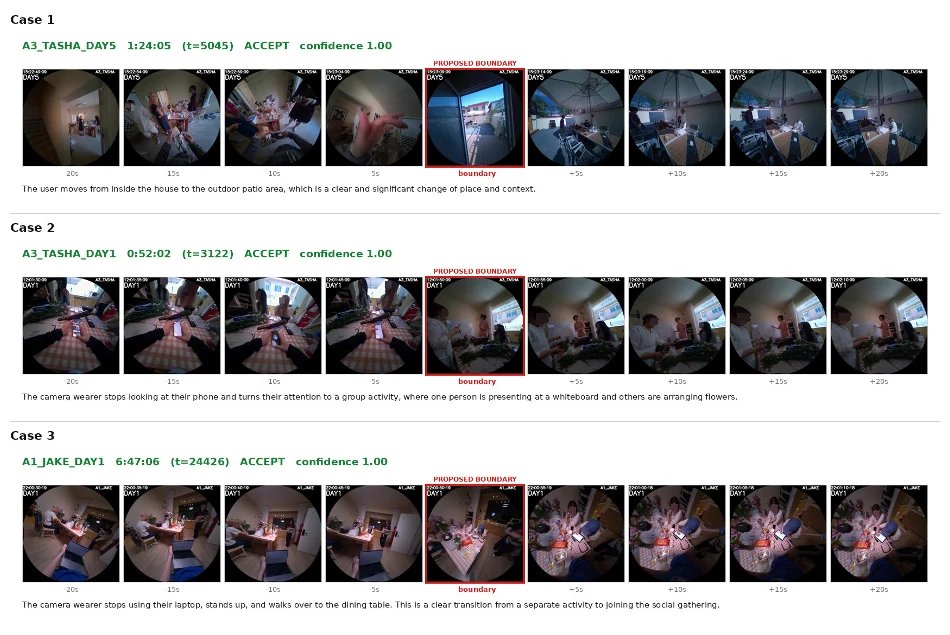 Case 1
A3_TASHA_DAY5 1:24:05 (t=5045) ACCEPT confidence 1.00
PROPOSED BOUNDARY
DAY5 A3_TASHA
-20s -15s -10s -5s boundary +5s +10s +15s +20s
The user moves from inside the house to the outdoor patio area, which is a clear and significant change of place and context.
Case 2
A3_TASHA_DAY1 0:52:02 (t=3122) ACCEPT confidence 1.00
PROPOSED BOUNDARY
DAY1 A3_TASHA
-20s -15s -10s -5s boundary +5s +10s +15s +20s
The camera wearer stops looking at their phone and turns their attention to a group activity, where one person is presenting at a whiteboard and others are arranging flowers.
Case 3
A1_JAKE_DAY1 6:47:06 (t=24426) ACCEPT confidence 1.00
PROPOSED BOUNDARY
DAY1 A1_JAKE
-20s -15s -10s -5s boundary +5s +10s +15s +20s
The camera wearer stops using their laptop, stands up, and walks over to the dining table. This is a clear transition from a separate activity to joining the social gathering.